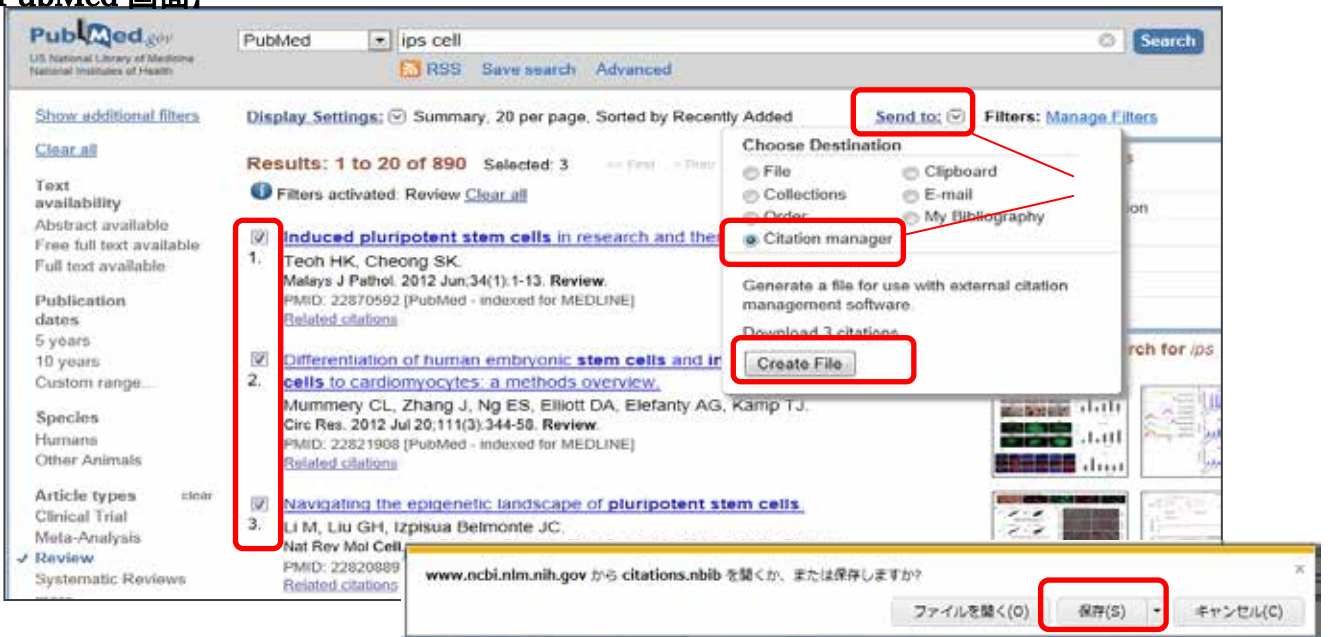 PubMed 画面】
PubMed.gov
US National Library of Medicine
National Institutes of Health
PubMed
ips cell
Search
RSS Save search Advanced
Show additional filters
Clear all
Text
availability
Abstract available
Free full text available
Full text available
Publication
dates
5 years
10 years
Custom range...
Species
Humans
Other Animals
Article types clear
Clinical Trial
Meta-Analysis
Review
Systematic Reviews
Display Settings: Summary, 20 per page, Sorted by Recently Added
Send to:
Filters: Manage Filters
Results: 1 to 20 of 890 Selected: 3
<< First < Prev
Filters activated: Review Clear all
Induced pluripotent stem cells in research and ther
1. Teoh HK, Cheong SK.
Malays J Pathol. 2012 Jun;34(1):1-13. Review.
PMID: 22870592 [PubMed - indexed for MEDLINE]
Related citations
Differentiation of human embryonic stem cells and in
2. cells to cardiomyocytes: a methods overview.
Mummery CL, Zhang J, Ng ES, Elliott DA, Elefanty AG, Kamp TJ.
Circ Res. 2012 Jul 20;111(3):344-58. Review.
PMID: 22821908 [PubMed - indexed for MEDLINE]
Related citations
Navigating the epigenetic landscape of pluripotent stem cells.
3. Li M, Liu GH, Izpisua Belmonte JC.
Nat Rev Mol Cell
PMID: 22820889
Related citations
Choose Destination
File Clipboard
Collections E-mail
Order My Bibliography
Citation manager
Generate a file for use with external citation
management software.
Download 3 citations.
Create File
on
rch for ips
www.ncbi.nlm.nih.gov から citations.nbib を開くか、または保存しますか?
×
ファイルを開く(O) 保存(S) キャンセル(C)